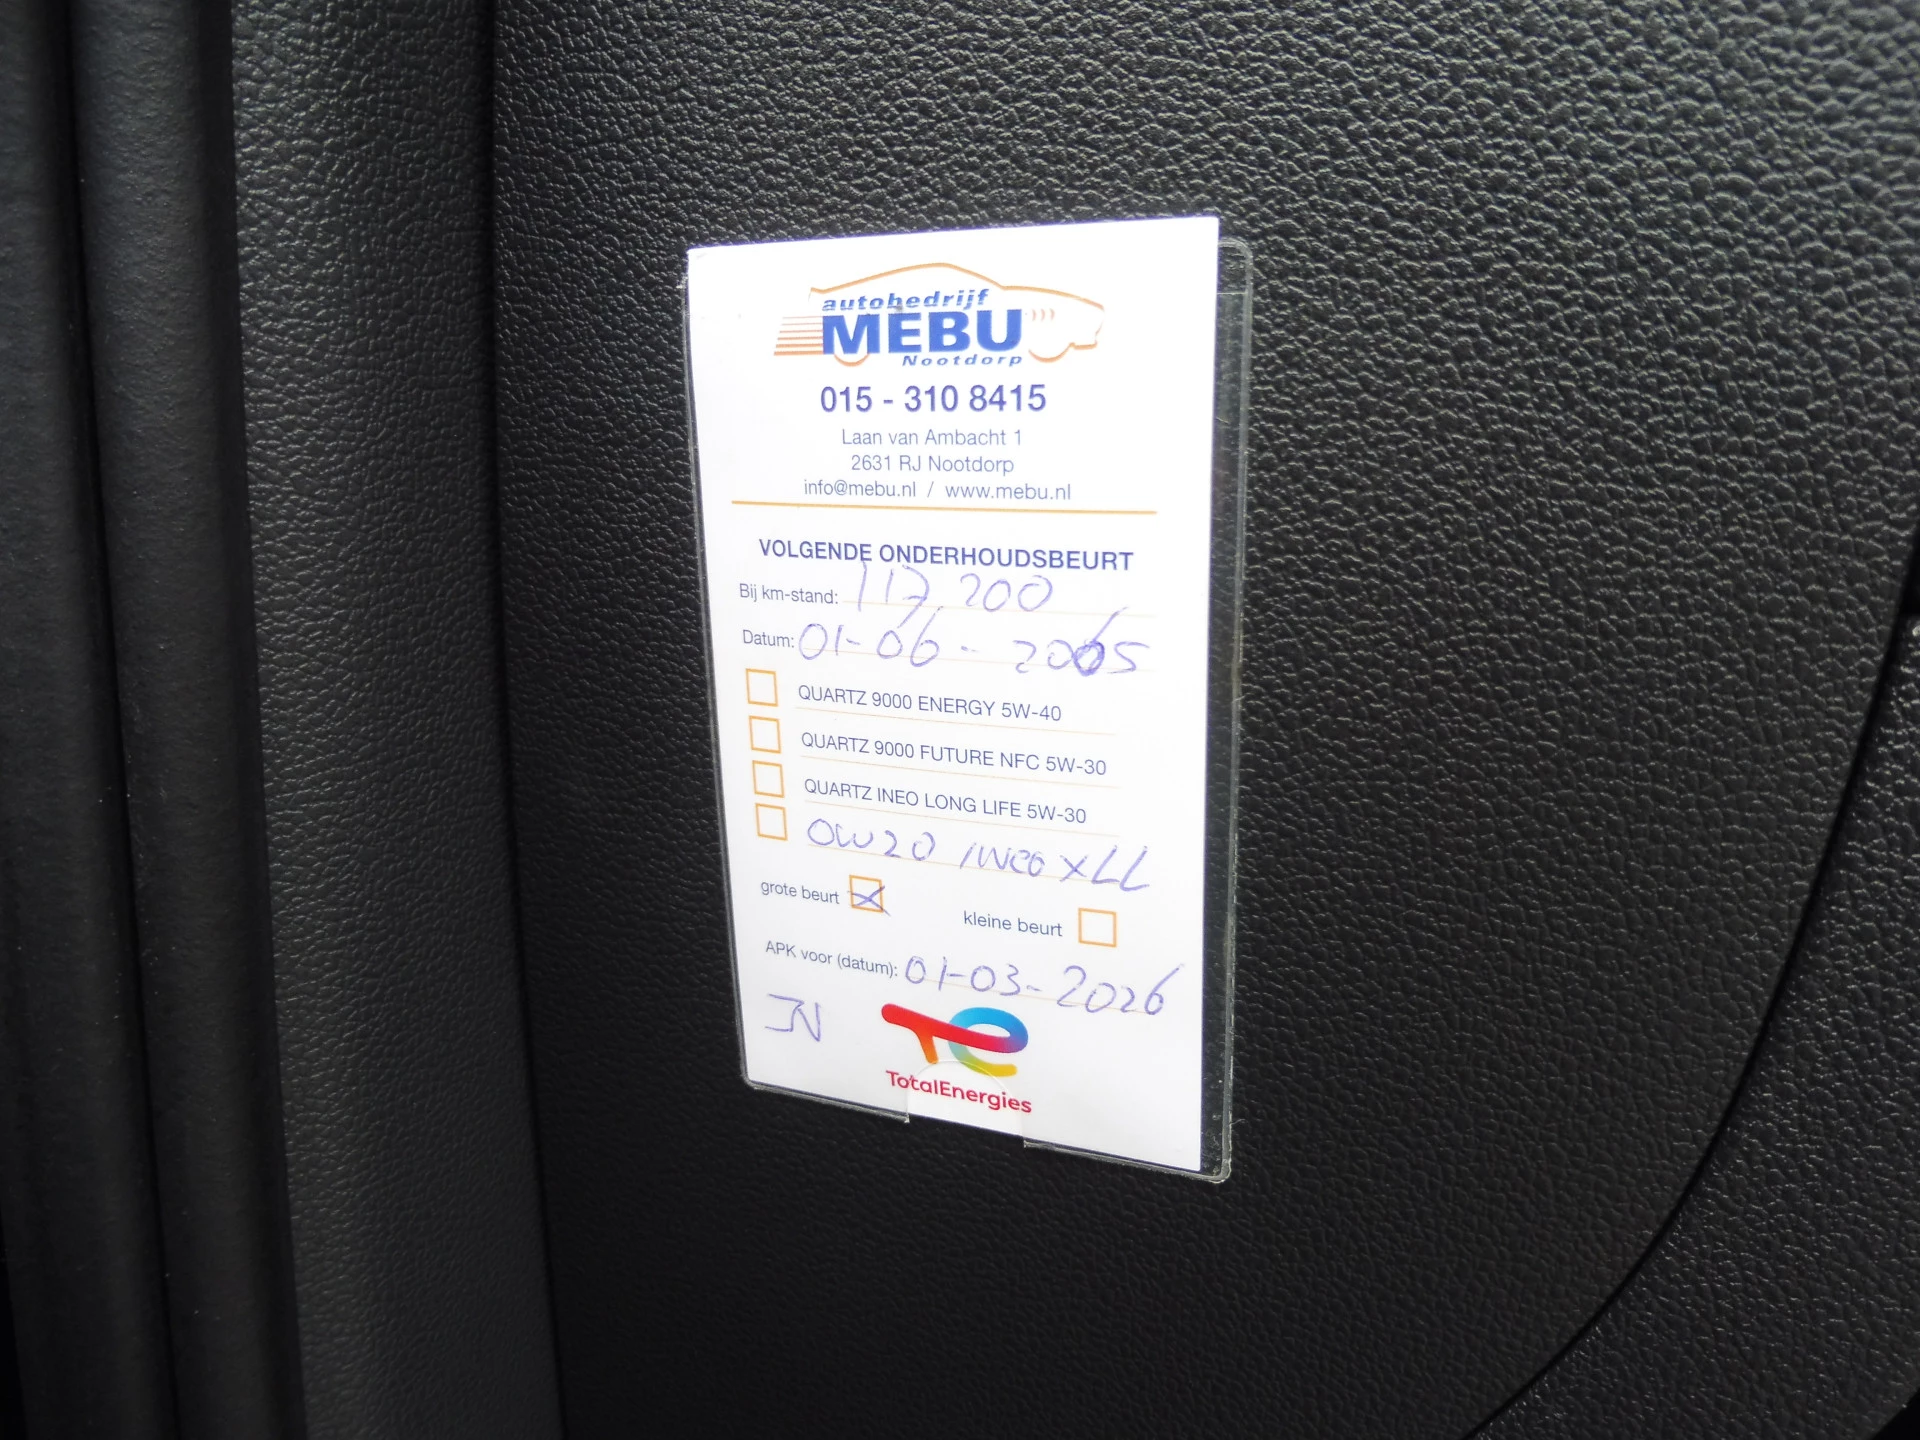 autobedrijf
MEBU
Nootdorp
015 - 310 8415
Laan van Ambacht 1
2631 RJ Nootdorp
info@mebu.nl / www.mebu.nl
VOLGENDE ONDERHOUDSBEURT
Bij km-stand: 117.200
Datum: 01-06-
QUARTZ 9000 ENERGY 5W-40
QUARTZ 9000 FUTURE NFC 5W-30
QUARTZ INEO LONG LIFE 5W-30
0W20 iNeo XLL
grote beurt kleine beurt
APK voor (datum): 01-03-2026
JN
TotalEnergies